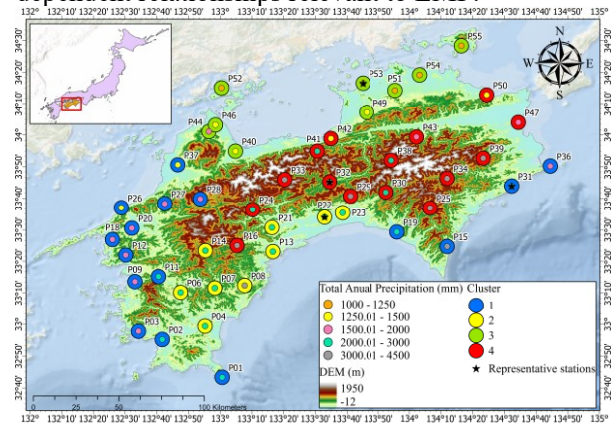 dependent relationships relevant to EMP
132° 132°10' 132°20' 132°30' 132°40' 132°50' 133° 133°10' 133°20' 133°30' 133°40' 133°50' 134° 134°10' 134°20' 134°30' 134°40' 134°50' 135°
34°30'
34°20'
34°10'
34°
33°50'
33°40'
33°30'
33°20'
33°10'
33°
32°50'
32°40'
N
W E
S
P55
P54
P53
P51
P52
P50
P49
P47
P46
P44
P43
P42
P41
P40
P39
P38
P37
P36
P34
P33
P32
P31
P30
P28
P26
P25
P25
P24
P23
P21
P20
P19
P18
P16
P15
P14
P13
P12
P11
P09
P08
P07
P06
P04
P03
P02
P01
Total Anual Precipitation (mm)
1000 - 1250
1250.01 - 1500
1500.01 - 2000
2000.01 - 3000
3000.01 - 4500
Cluster
1
2
3
4
Representative stations
DEM (m)
1950
-12
0 25 50 100 Kilometers